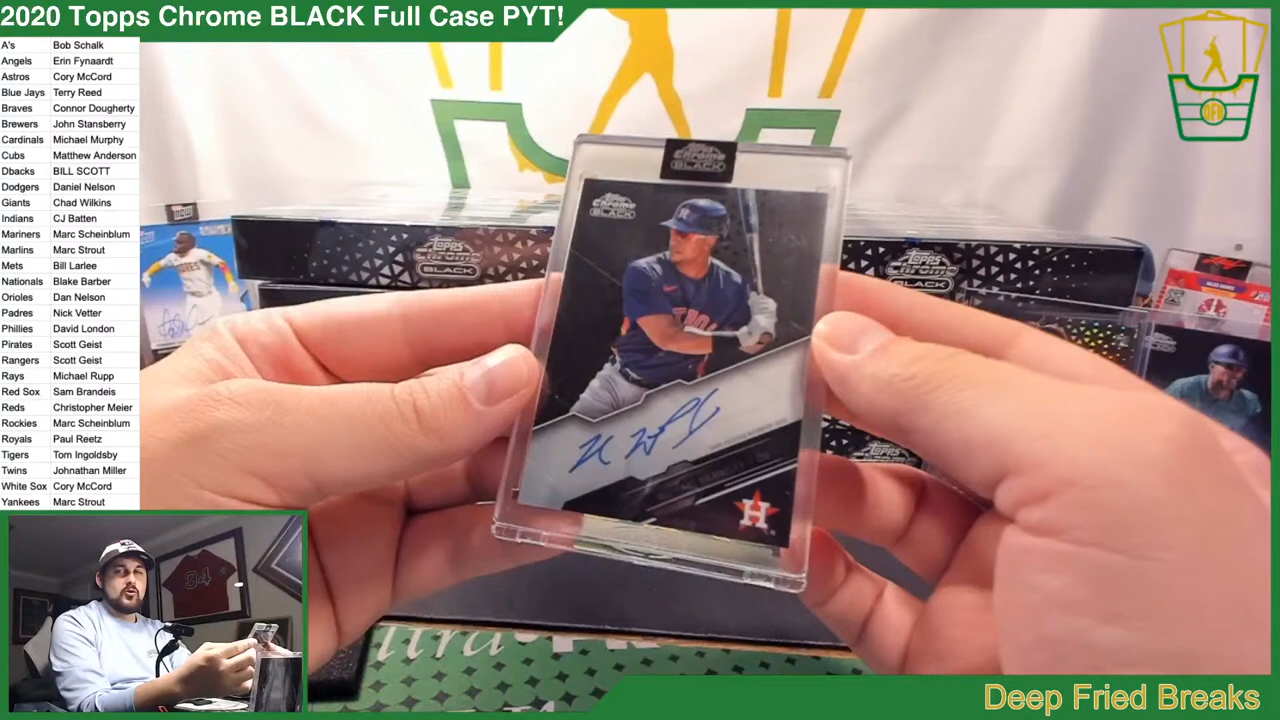 2020 Topps Chrome BLACK Full Case PYT!
A's Bob Schalk
Angels Erin Fynaardt
Astros Cory McCord
Blue Jays Terry Reed
Braves Connor Dougherty
Brewers John Stansberry
Cardinals Michael Murphy
Cubs Matthew Anderson
Dbacks BILL SCOTT
Dodgers Daniel Nelson
Giants Chad Wilkins
Indians CJ Batten
Mariners Marc Scheinblum
Marlins Marc Strout
Mets Bill Larlee
Nationals Blake Barber
Orioles Dan Nelson
Padres Nick Vetter
Phillies David London
Pirates Scott Geist
Rangers Scott Geist
Rays Michael Rupp
Red Sox Sam Brandeis
Reds Christopher Meier
Rockies Marc Scheinblum
Royals Paul Reetz
Tigers Tom Ingoldsby
Twins Johnathan Miller
White Sox Cory McCord
Yankees Marc Strout
DFB
Topps Chrome BLACK
Topps Chrome BLACK
H
Topps Chrome BLACK
Topps Chrome BLACK
34
Deep Fried Breaks